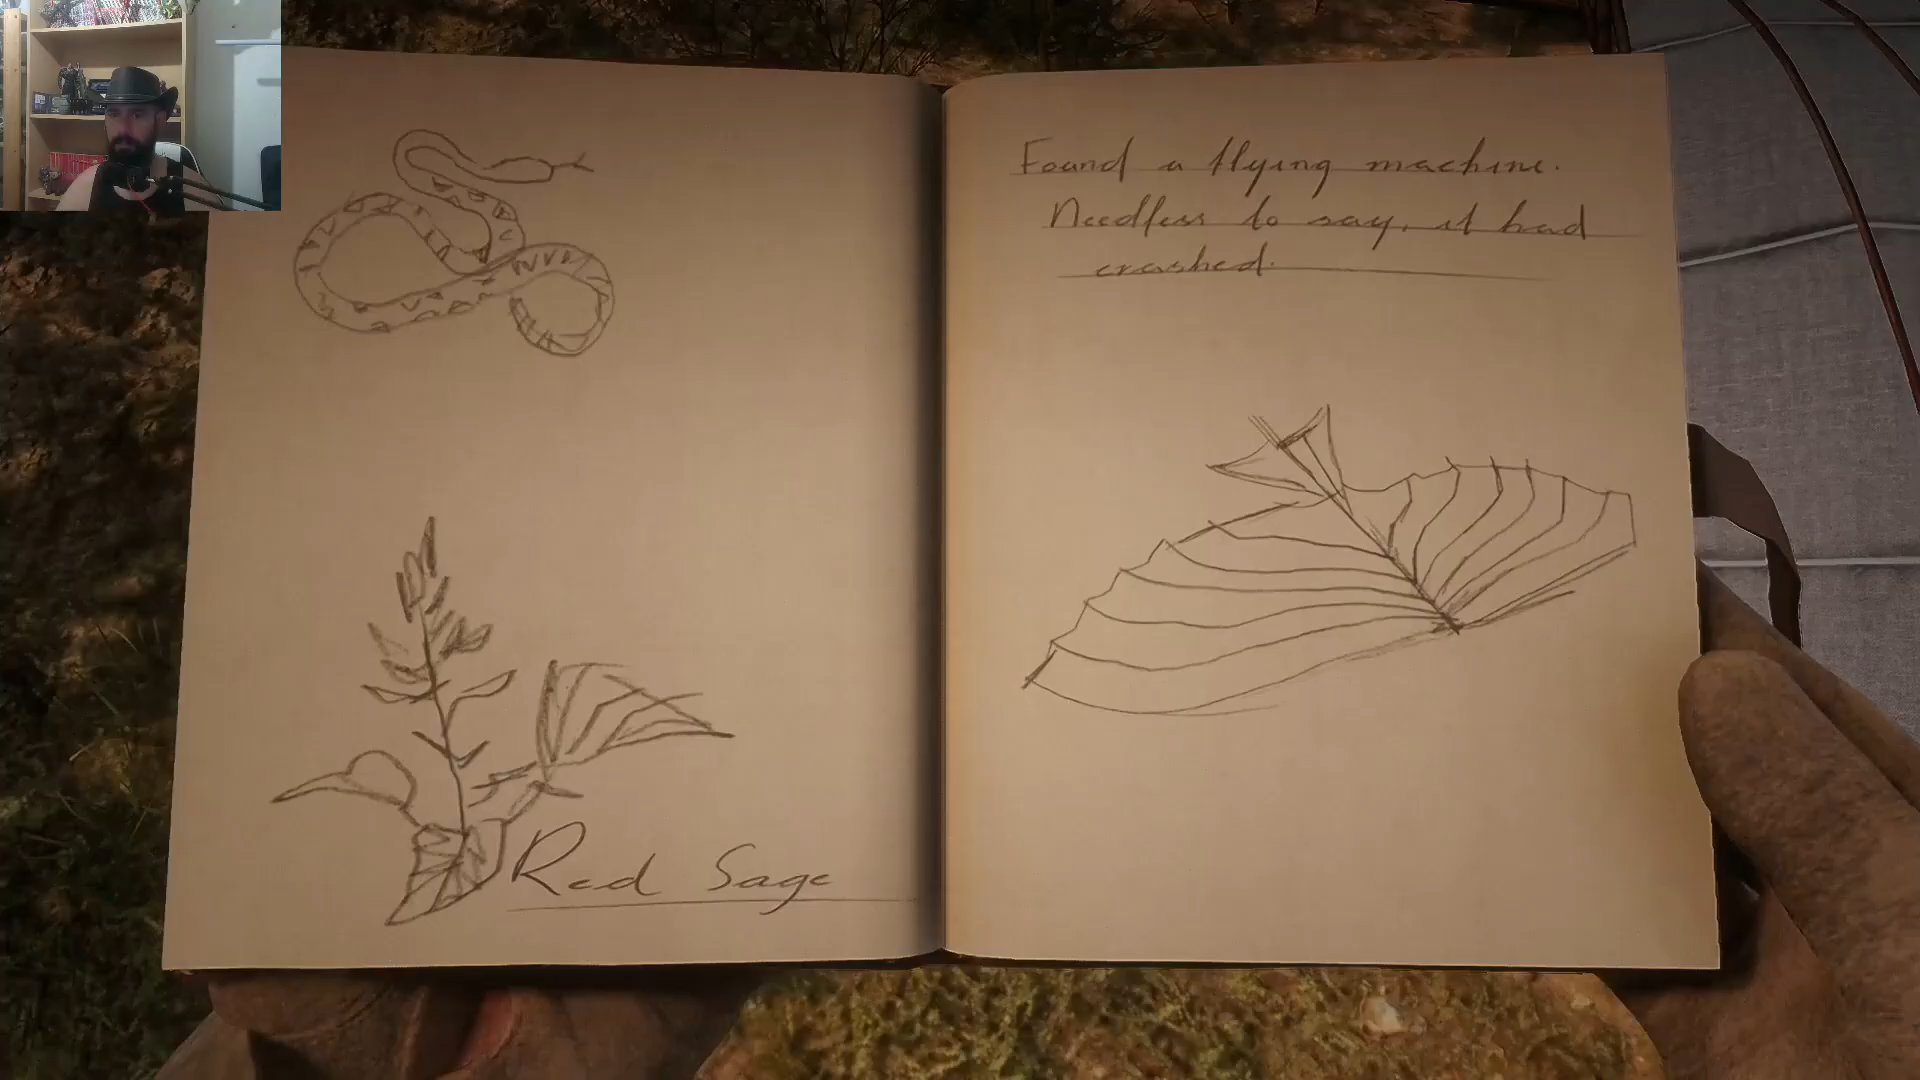 Red Sage
Found a flying machine.
Needless to say, it had
crashed.